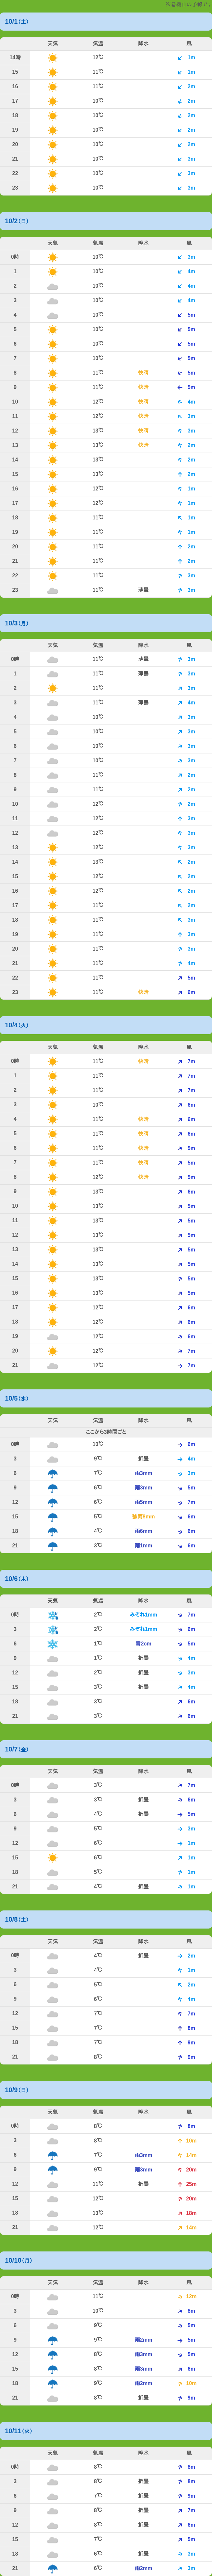 10/1(土)
天気 気温 降水 風
14時 12℃ 1m
15 11℃ 1m
16 11℃ 2m
17 10℃ 2m
18 10℃ 2m
19 10℃ 2m
20 10℃ 2m
21 10℃ 3m
22 10℃ 3m
23 10℃ 3m
10/2(日)
天気 気温 降水 風
0時 10℃ 3m
1 10℃ 4m
2 10℃ 4m
3 10℃ 4m
4 10℃ 5m
5 10℃ 5m
6 10℃ 5m
7 10℃ 5m
8 11℃ 快晴 5m
9 11℃ 快晴 5m
10 12℃ 快晴 4m
11 12℃ 快晴 3m
12 13℃ 快晴 3m
13 13℃ 快晴 2m
14 13℃ 2m
15 13℃ 2m
16 12℃ 1m
17 12℃ 1m
18 11℃ 1m
19 11℃ 1m
20 11℃ 2m
21 11℃ 2m
22 11℃ 3m
23 11℃ 薄曇 3m
10/3(月)
天気 気温 降水 風
0時 11℃ 薄曇 3m
1 11℃ 薄曇 3m
2 11℃ 3m
3 11℃ 薄曇 4m
4 10℃ 3m
5 10℃ 3m
6 10℃ 3m
7 10℃ 3m
8 11℃ 2m
9 11℃ 2m
10 12℃ 2m
11 12℃ 3m
12 12℃ 3m
13 12℃ 3m
14 13℃ 2m
15 12℃ 2m
16 12℃ 2m
17 11℃ 2m
18 11℃ 3m
19 11℃ 3m
20 11℃ 3m
21 11℃ 4m
22 11℃ 5m
23 11℃ 快晴 6m
10/4(火)
天気 気温 降水 風
0時 11℃ 快晴 7m
1 11℃ 7m
2 11℃ 7m
3 10℃ 6m
4 11℃ 快晴 6m
5 11℃ 快晴 6m
6 11℃ 快晴 5m
7 11℃ 快晴 5m
8 12℃ 快晴 5m
9 13℃ 6m
10 13℃ 5m
11 13℃ 5m
12 13℃ 5m
13 13℃ 5m
14 13℃ 5m
15 13℃ 5m
16 13℃ 5m
17 12℃ 6m
18 12℃ 6m
19 12℃ 6m
20 12℃ 7m
21 12℃ 7m
10/5(水)
天気 気温 降水 風
ここから3時間ごと
0時 10℃ 6m
3 9℃ 折曇 4m
6 7℃ 雨3mm 3m
9 6℃ 雨3mm 5m
12 6℃ 雨5mm 7m
15 5℃ 強雨8mm 6m
18 4℃ 雨6mm 6m
21 3℃ 雨1mm 6m
10/6(木)
天気 気温 降水 風
0時 2℃ みぞれ1mm 7m
3 2℃ みぞれ1mm 6m
6 1℃ 雪2cm 5m
9 1℃ 折曇 4m
12 2℃ 折曇 3m
15 3℃ 折曇 4m
18 3℃ 6m
21 3℃ 6m
10/7(金)
天気 気温 降水 風
0時 3℃ 7m
3 3℃ 折曇 6m
6 4℃ 折曇 5m
9 5℃ 3m
12 6℃ 1m
15 6℃ 1m
18 5℃ 1m
21 4℃ 折曇 1m
10/8(土)
天気 気温 降水 風
0時 4℃ 折曇 2m
3 4℃ 1m
6 5℃ 2m
9 6℃ 4m
12 7℃ 7m
15 7℃ 8m
18 7℃ 9m
21 8℃ 9m
10/9(日)
天気 気温 降水 風
0時 8℃ 8m
3 8℃ 10m
6 7℃ 雨3mm 14m
9 9℃ 雨3mm 20m
12 11℃ 折曇 25m
15 12℃ 20m
18 13℃ 18m
21 12℃ 14m
10/10(月)
天気 気温 降水 風
0時 11℃ 12m
3 10℃ 8m
6 9℃ 5m
9 9℃ 雨2mm 5m
12 8℃ 雨3mm 5m
15 8℃ 雨3mm 6m
18 9℃ 雨2mm 10m
21 8℃ 折曇 9m
10/11(火)
天気 気温 降水 風
0時 8℃ 8m
3 8℃ 折曇 8m
6 7℃ 折曇 9m
9 8℃ 折曇 7m
12 8℃ 折曇 6m
15 7℃ 5m
18 6℃ 折曇 3m
21 6℃ 雨2mm 3m